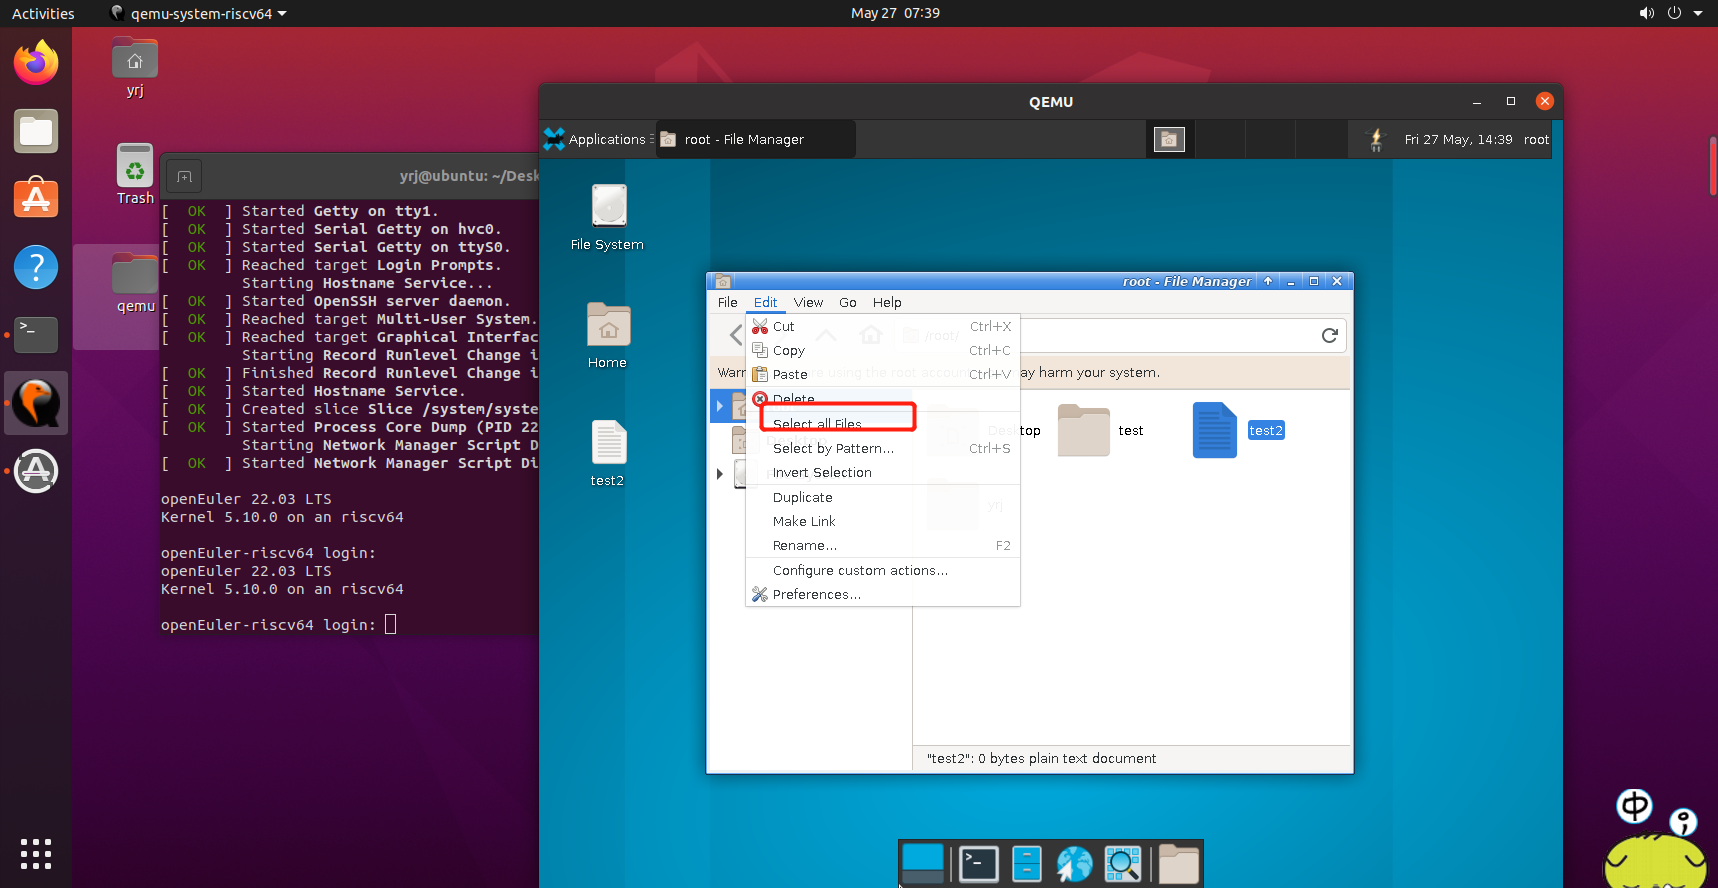 Activities
qemu-system-riscv64
May 27 07:39
yrj
Trash
qemu
yrj@ubuntu: ~/Desk
[ OK ] Started Getty on tty1.
[ OK ] Started Serial Getty on hvc0.
[ OK ] Started Serial Getty on ttyS0.
[ OK ] Reached target Login Prompts.
Starting Hostname Service...
[ OK ] Started OpenSSH server daemon.
[ OK ] Reached target Multi-User System.
[ OK ] Reached target Graphical Interfac
Starting Record Runlevel Change i
[ OK ] Finished Record Runlevel Change i
[ OK ] Started Hostname Service.
[ OK ] Created slice Slice /system/syste
[ OK ] Started Process Core Dump (PID 22
Starting Network Manager Script D
[ OK ] Started Network Manager Script Di
openEuler 22.03 LTS
Kernel 5.10.0 on an riscv64
openEuler-riscv64 login:
openEuler 22.03 LTS
Kernel 5.10.0 on an riscv64
openEuler-riscv64 login:
QEMU
Applications
root - File Manager
Fri 27 May, 14:39
root
File System
Home
test2
root - File Manager
File Edit View Go Help
/root/
Cut Ctrl+X
Copy Ctrl+C
Paste Ctrl+V
Delete
Select all Files
Select by Pattern... Ctrl+S
Invert Selection
Duplicate
Make Link
Rename... F2
Configure custom actions...
Preferences...
Warn re using the root accoun ay harm your system.
Desktop
test
test2
yrj
"test2": 0 bytes plain text document
中